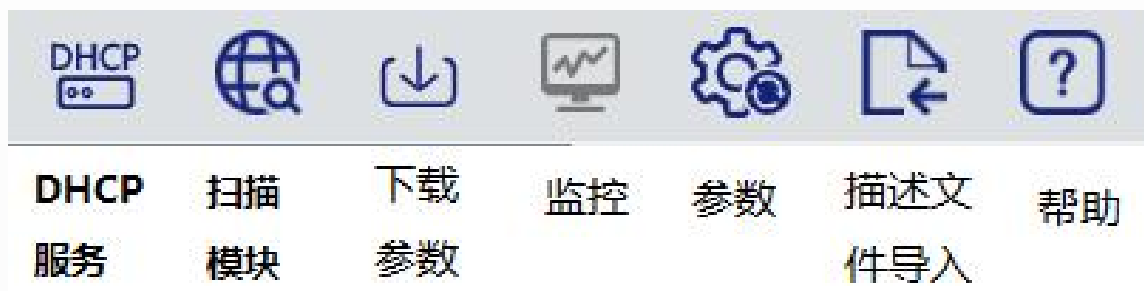 DHCP
DHCP 服务
扫描 模块
下载 参数
监控
参数
描述文 件导入
帮助